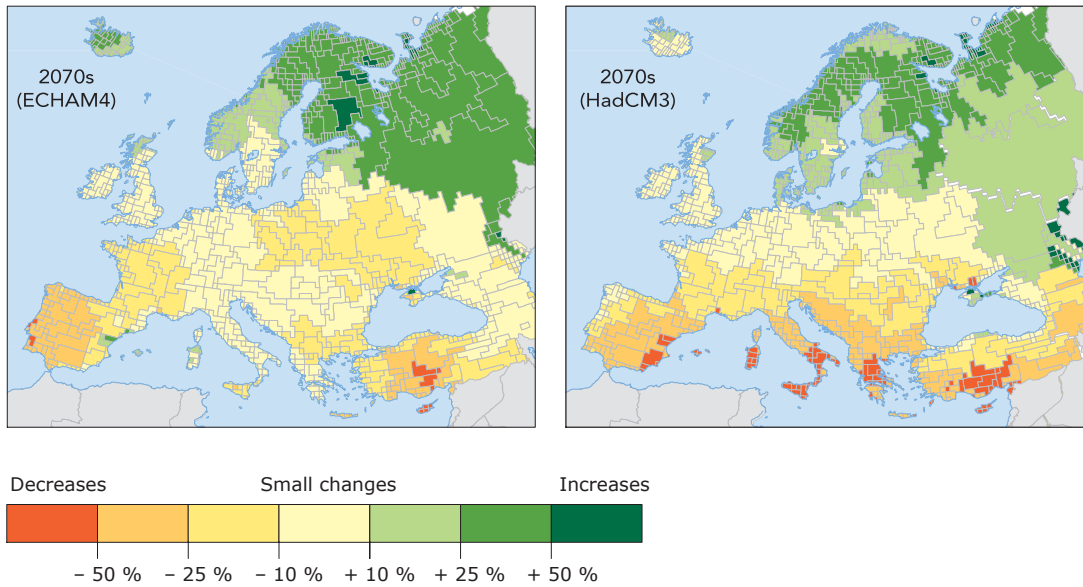 2070s
(ECHAM4)
2070s
(HadCM3)
Decreases Small changes Increases
– 50 % – 25 % – 10 % + 10 % + 25 % + 50 %